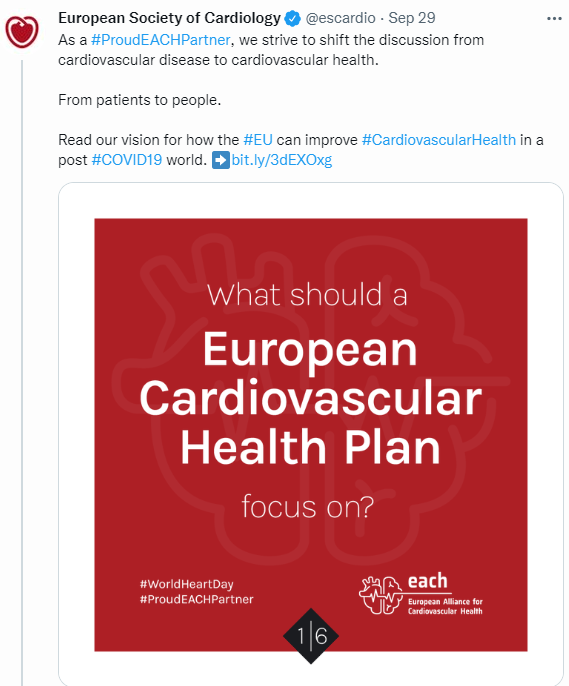 European Society of Cardiology @escardio · Sep 29
As a #ProudEACHPartner, we strive to shift the discussion from
cardiovascular disease to cardiovascular health.
From patients to people.
Read our vision for how the #EU can improve #CardiovascularHealth in a
post #COVID19 world. ➡bit.ly/3dEXOxg
What should a
European
Cardiovascular
Health Plan
focus on?
#WorldHeartDay
#ProudEACHPartner
each
European Alliance for
Cardiovascular Health
1|6